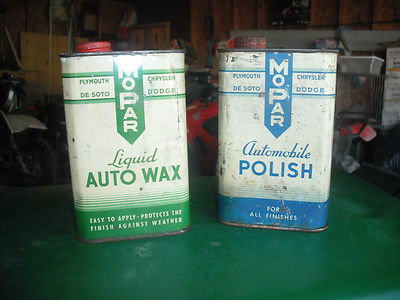 PLYMOUTH CHRYSLER
DE SOTO DODGE
MOPAR
Liquid
AUTO WAX
EASY TO APPLY-PROTECTS THE
FINISH AGAINST WEATHER
PLYMOUTH CHRYSLER
DE SOTO DODGE
MOPAR
Automobile
POLISH
FOR
ALL FINISHES